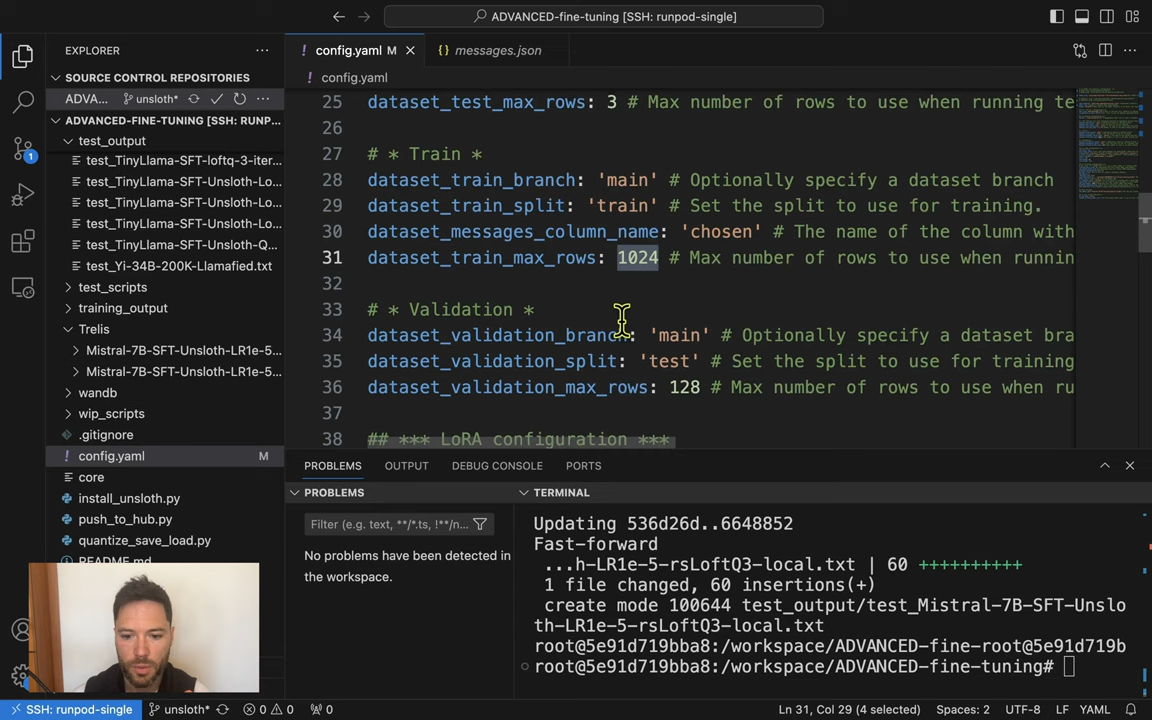 ADVANCED-fine-tuning [SSH: runpod-single]
EXPLORER
SOURCE CONTROL REPOSITORIES
ADVA... unsloth*
ADVANCED-FINE-TUNING [SSH: RUNP...
test_output
test_TinyLlama-SFT-loftq-3-iter...
test_TinyLlama-SFT-Unsloth-Lo...
test_TinyLlama-SFT-Unsloth-Lo...
test_TinyLlama-SFT-Unsloth-Lo...
test_TinyLlama-SFT-Unsloth-Q...
test_Yi-34B-200K-Llamafied.txt
test_scripts
training_output
Trelis
Mistral-7B-SFT-Unsloth-LR1e-5...
Mistral-7B-SFT-Unsloth-LR1e-5...
wandb
wip_scripts
.gitignore
config.yaml M
core
install_unsloth.py
push_to_hub.py
quantize_save_load.py
README.md
config.yaml M
messages.json
config.yaml
25 dataset_test_max_rows: 3 # Max number of rows to use when running te
26
27 # * Train *
28 dataset_train_branch: 'main' # Optionally specify a dataset branch
29 dataset_train_split: 'train' # Set the split to use for training.
30 dataset_messages_column_name: 'chosen' # The name of the column with
31 dataset_train_max_rows: 1024 # Max number of rows to use when runnin
32
33 # * Validation *
34 dataset_validation_branch: 'main' # Optionally specify a dataset bra
35 dataset_validation_split: 'test' # Set the split to use for training
36 dataset_validation_max_rows: 128 # Max number of rows to use when ru
37
38 ## *** LoRA configuration ***
PROBLEMS OUTPUT DEBUG CONSOLE PORTS
PROBLEMS
Filter (e.g. text, **/*.ts, !**/n...
No problems have been detected in
the workspace.
TERMINAL
Updating 536d26d..6648852
Fast-forward
...h-LR1e-5-rsLoftQ3-local.txt | 60 ++++++++++
1 file changed, 60 insertions(+)
create mode 100644 test_output/test_Mistral-7B-SFT-Unslo
th-LR1e-5-rsLoftQ3-local.txt
root@5e91d719bba8:/workspace/ADVANCED-fine-root@5e91d719b
root@5e91d719bba8:/workspace/ADVANCED-fine-tuning#
SSH: runpod-single unsloth* 0 0 0 Ln 31, Col 29 (4 selected) Spaces: 2 UTF-8 LF YAML